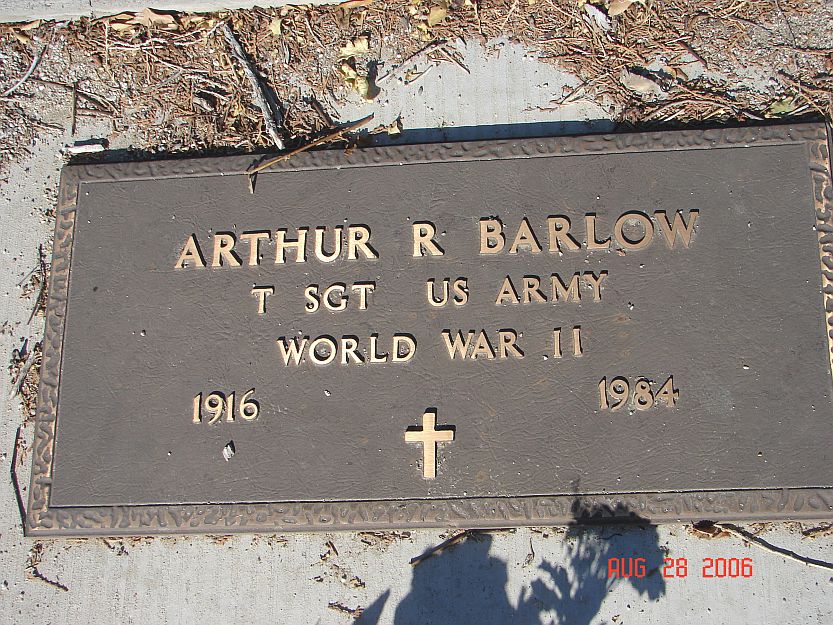 ARTHUR R BARLOW
T SGT US ARMY
WORLD WAR II
1916 1984
AUG 28 2006